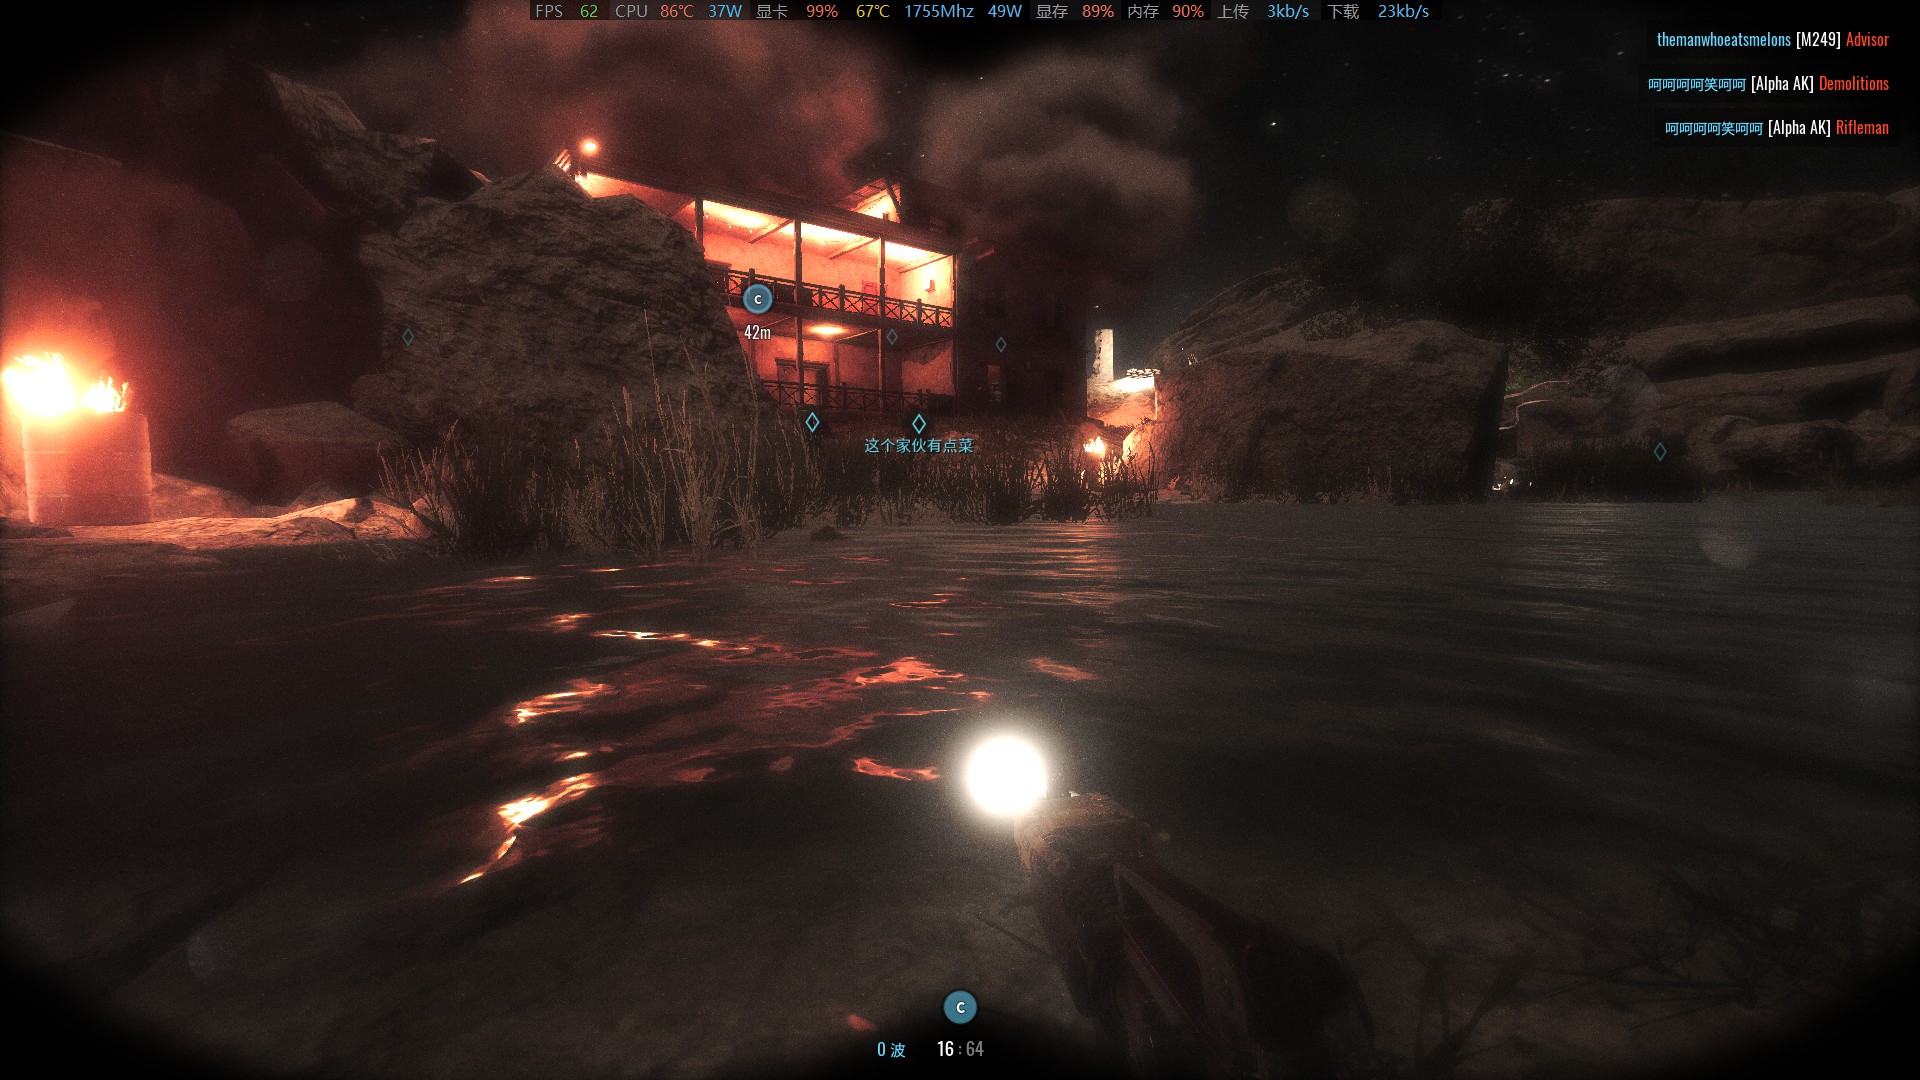 FPS 62 CPU 86℃ 37W 显卡 99% 67℃ 1755Mhz 49W 显存 89% 内存 90% 上传 3kb/s 下载 23kb/s
themanwhoeatsmelons [M249] Advisor
呵呵呵呵笑呵呵 [Alpha AK] Demolitions
呵呵呵呵笑呵呵 [Alpha AK] Rifleman
C
42m
这个家伙有点菜
C
0 波 16 : 64